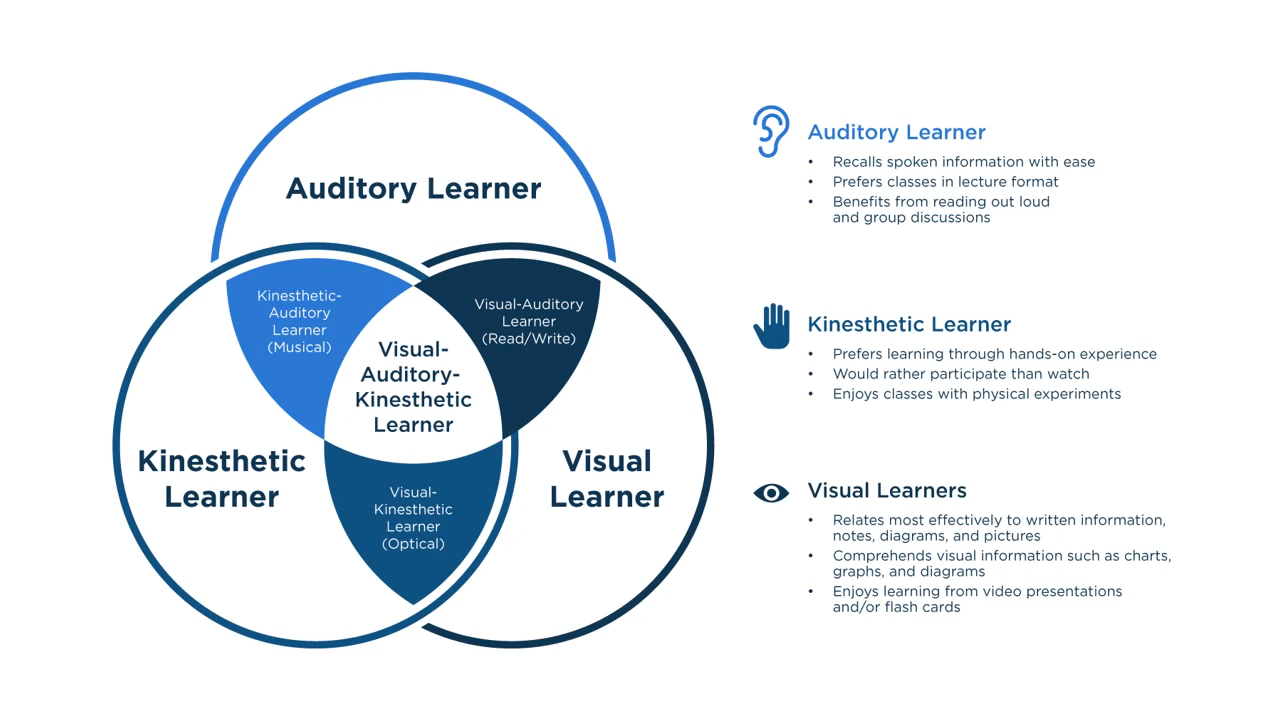 Auditory Learner
Kinesthetic-
Auditory
Learner
(Musical)
Visual-Auditory
Learner
(Read/Write)
Visual-
Auditory-
Kinesthetic
Learner
Kinesthetic
Learner
Visual
Learner
Visual-
Kinesthetic
Learner
(Optical)
Auditory Learner
• Recalls spoken information with ease
• Prefers classes in lecture format
• Benefits from reading out loud
and group discussions
Kinesthetic Learner
• Prefers learning through hands-on experience
• Would rather participate than watch
• Enjoys classes with physical experiments
Visual Learners
• Relates most effectively to written information,
notes, diagrams, and pictures
• Comprehends visual information such as charts,
graphs, and diagrams
• Enjoys learning from video presentations
and/or flash cards